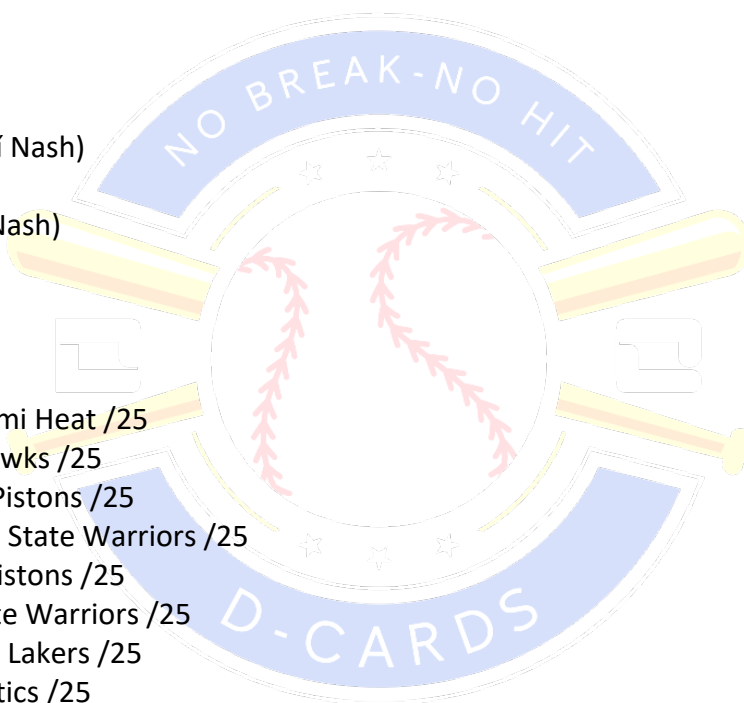 NO BREAK-NO HIT
í Nash)
Nash)
mi Heat /25
wks /25
Pistons /25
State Warriors /25
istons /25
te Warriors /25
Lakers /25
tics /25
D-CARDS